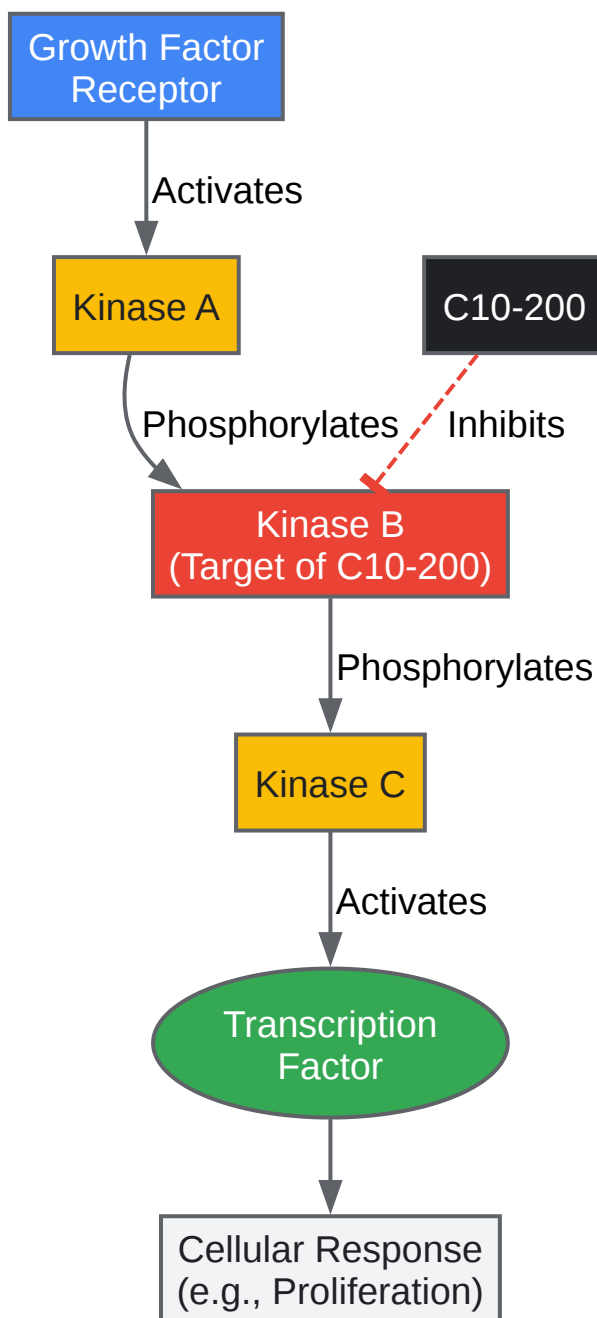 Growth Factor
Receptor
Activates
Kinase A
C10-200
Phosphorylates
Inhibits
Kinase B
(Target of C10-200)
Phosphorylates
Kinase C
Activates
Transcription
Factor
Cellular Response
(e.g., Proliferation)